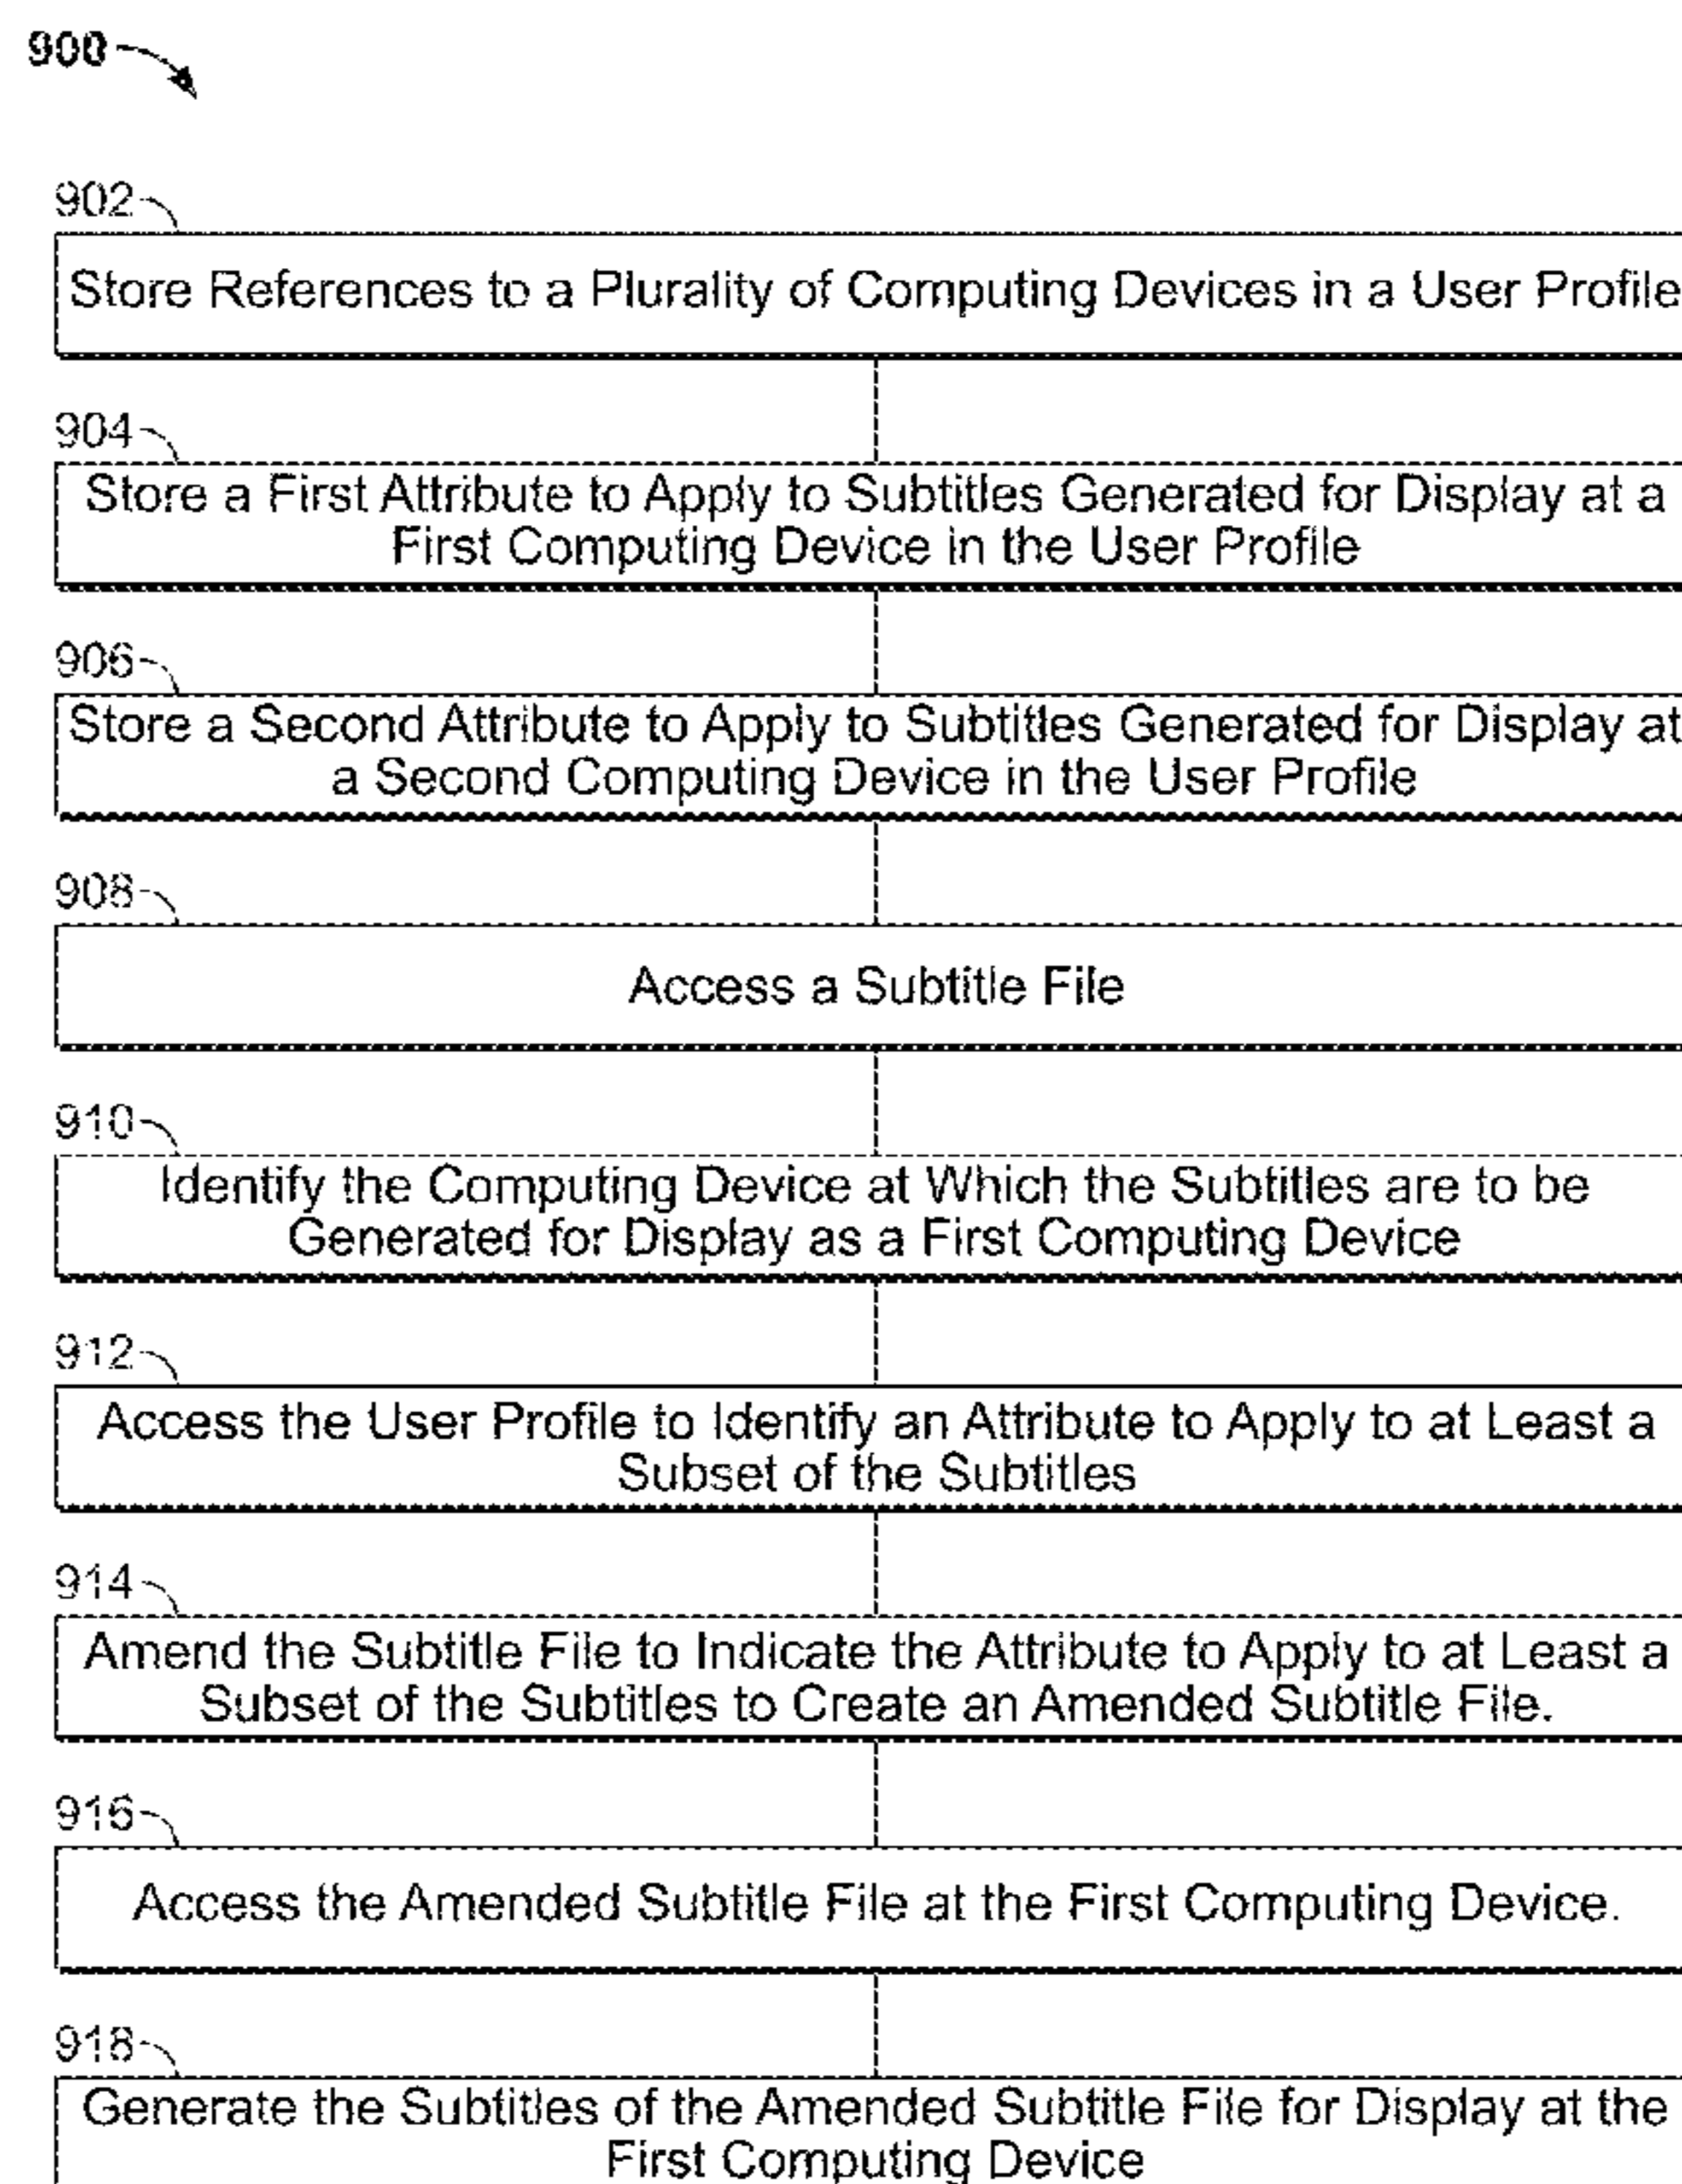 900
902
Store References to a Plurality of Computing Devices in a User Profile
904
Store a First Attribute to Apply to Subtitles Generated for Display at a
First Computing Device in the User Profile
906
Store a Second Attribute to Apply to Subtitles Generated for Display at
a Second Computing Device in the User Profile
908
Access a Subtitle File
910
Identify the Computing Device at Which the Subtitles are to be
Generated for Display as a First Computing Device
912
Access the User Profile to Identify an Attribute to Apply to at Least a
Subset of the Subtitles
914
Amend the Subtitle File to Indicate the Attribute to Apply to at Least a
Subset of the Subtitles to Create an Amended Subtitle File.
916
Access the Amended Subtitle File at the First Computing Device.
918
Generate the Subtitles of the Amended Subtitle File for Display at the
First Computing Device